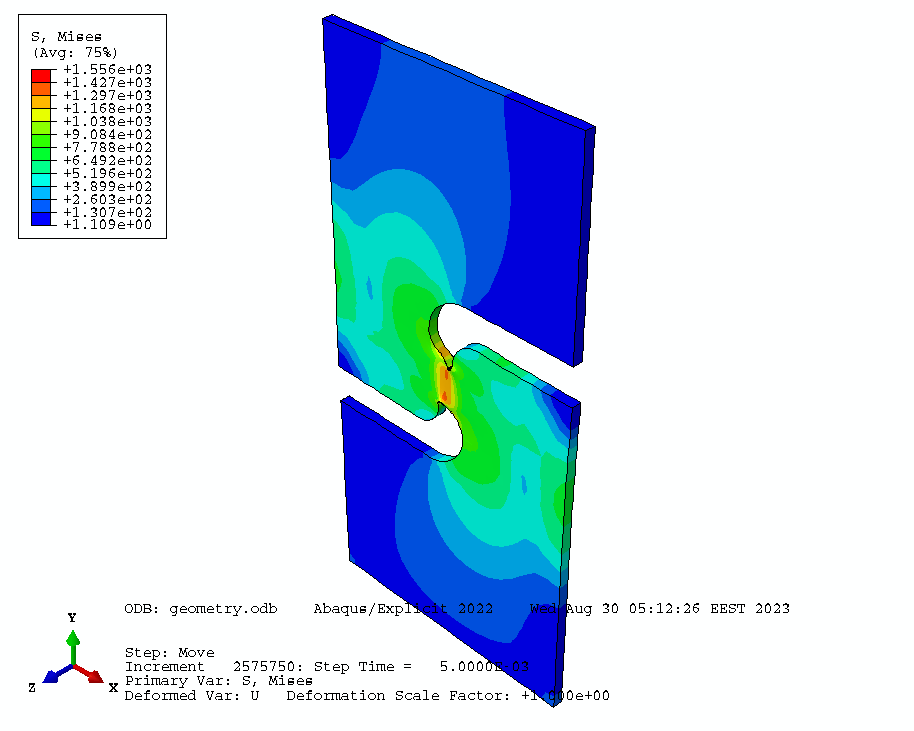 S, Mises
(Avg: 75%)
+1.556e+03
+1.427e+03
+1.297e+03
+1.168e+03
+1.038e+03
+9.084e+02
+7.788e+02
+6.492e+02
+5.196e+02
+3.899e+02
+2.603e+02
+1.307e+02
+1.109e+00
ODB: geometry.odb Abaqus/Explicit 2022 Wed Aug 30 05:12:26 EEST 2023
Y
Z
X
Step: Move
Increment 2575750: Step Time = 5.0000E-02
Primary Var: S, Mises
Deformed Var: U Deformation Scale Factor: +1.000e+00